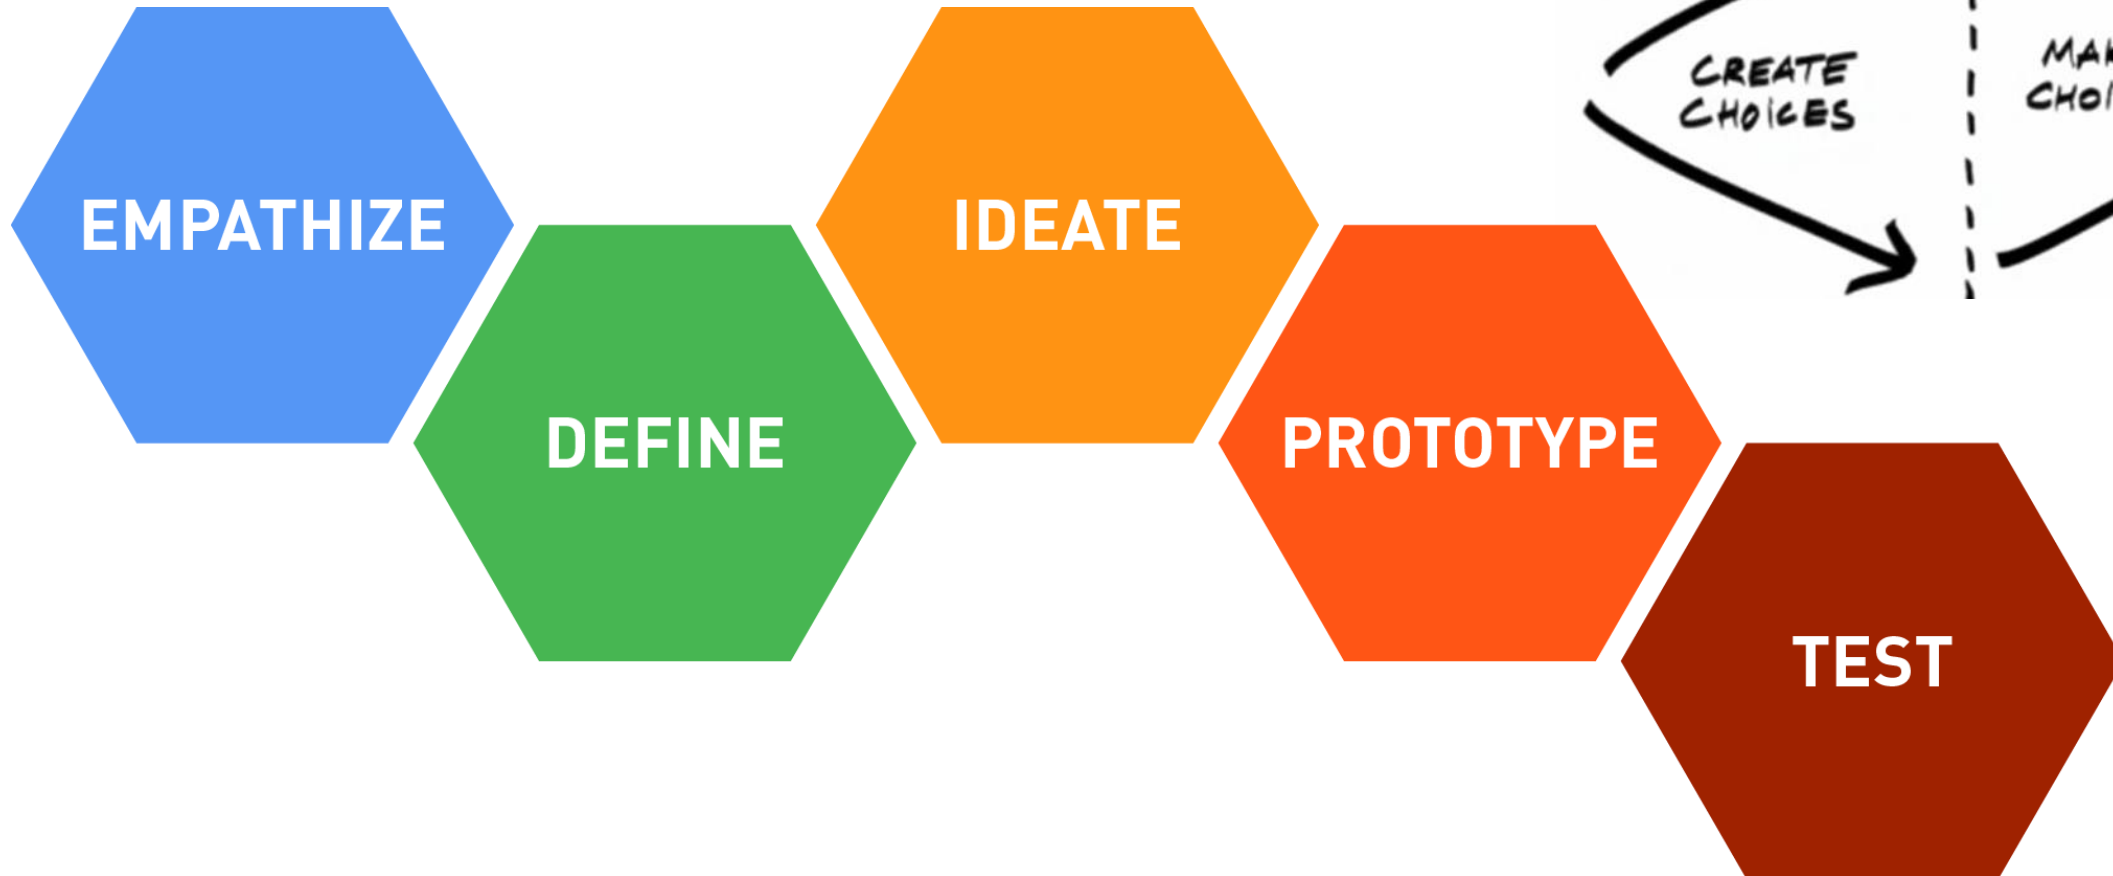 EMPATHIZE
DEFINE
IDEATE
PROTOTYPE
TEST
CREATE
CHOICES